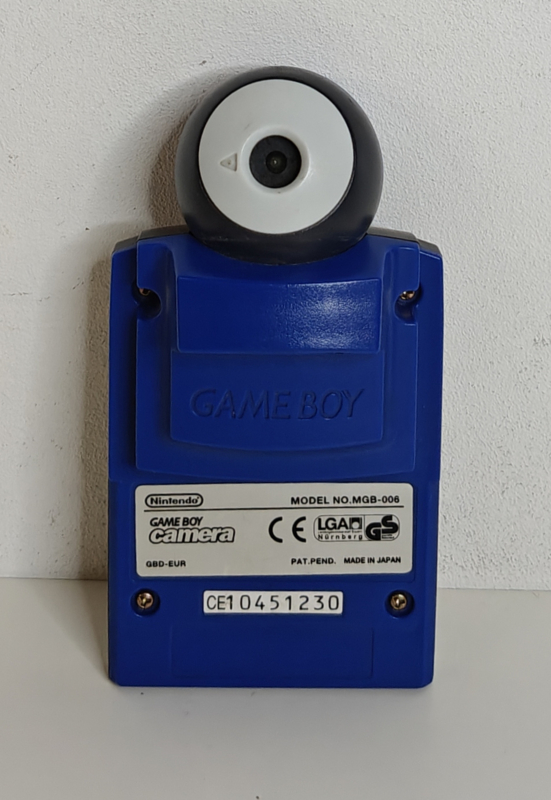 GAME BOY
Nintendo MODEL NO.MGB-006
GAME BOY
camera
CE LGA GS
Nürnberg
GBD-EUR PAT.PEND. MADE IN JAPAN
CE10451230